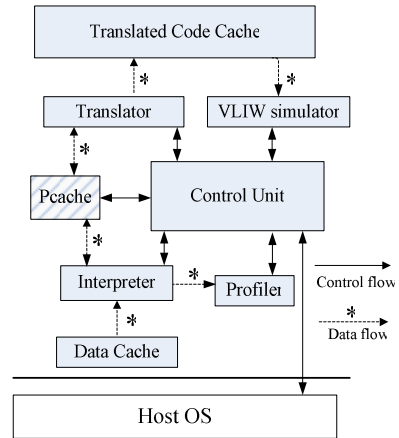 Translated Code Cache
*
*
Translator
VLIW simulator
*
Pcache
Control Unit
*
Interpreter
*
Profiler
Control flow
*
*
Data flow
Data Cache
Host OS